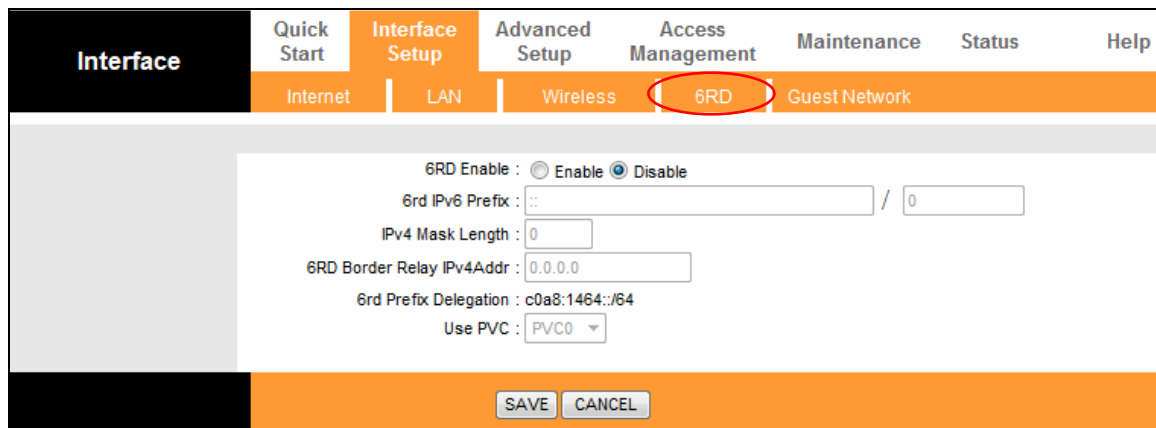 Interface
Quick Start
Interface Setup
Advanced Setup
Access Management
Maintenance
Status
Help
Internet
LAN
Wireless
6RD
Guest Network
6RD Enable : Enable Disable
6rd IPv6 Prefix : :: / 0
IPv4 Mask Length : 0
6RD Border Relay IPv4Addr : 0.0.0.0
6rd Prefix Delegation : c0a8:1464::/64
Use PVC : PVC0
SAVE CANCEL